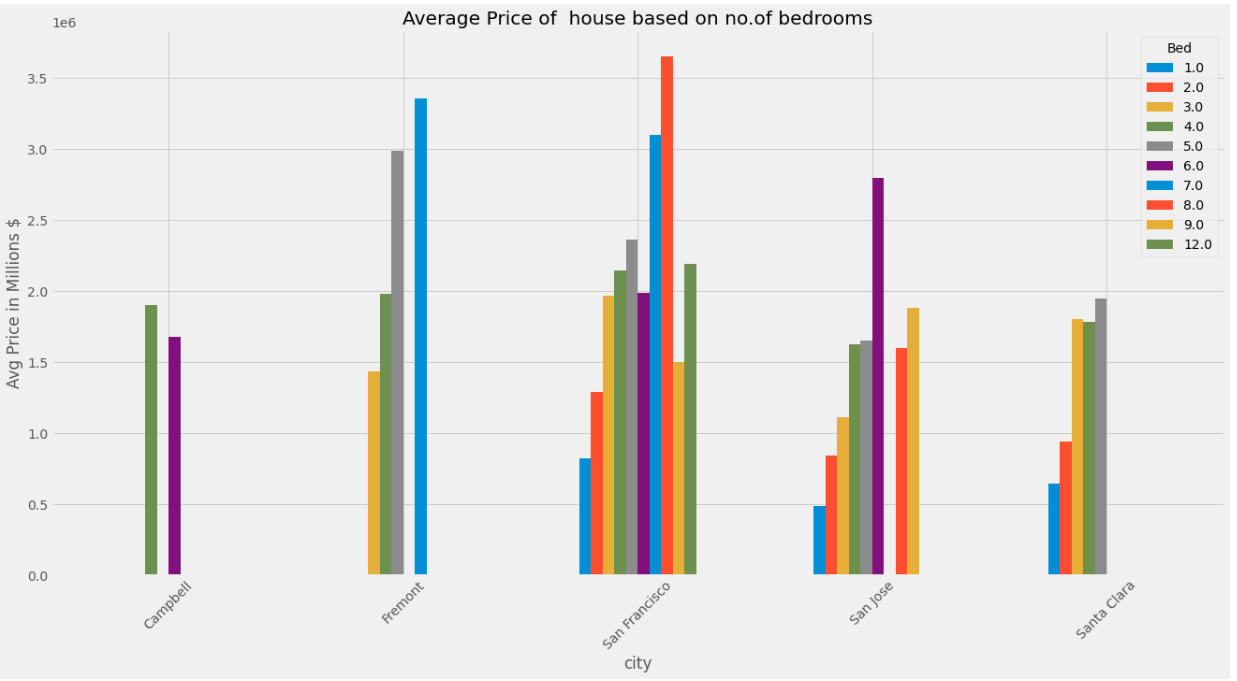 Average Price of  house based on no.of bedrooms
1e6
3.5
3.0
2.5
2.0
1.5
1.0
0.5
0.0
Avg Price in Millions $
Campbell
Fremont
San Francisco
San Jose
Santa Clara
city
Bed
1.0
2.0
3.0
4.0
5.0
6.0
7.0
8.0
9.0
12.0